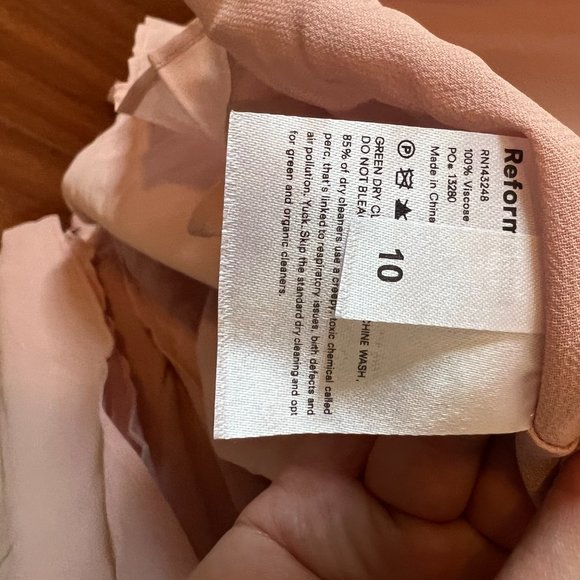 Reform
RN143248
100% Viscose
PO# 13280
Made in China
GREEN DRY CL
DO NOT BLEA
HINE WASH,
85% of dry cleaners use a creepy, toxic chemical called
perc, that's linked to respiratory issues, birth defects and
air pollution. Yuck. Skip the standard dry cleaning and opt
for green and organic cleaners.
10